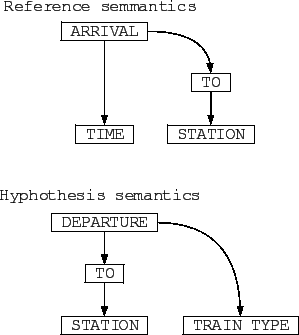 Reference semmantics
ARRIVAL
TO
TIME STATION
Hyphothesis semantics
DEPARTURE
TO
STATION TRAIN TYPE